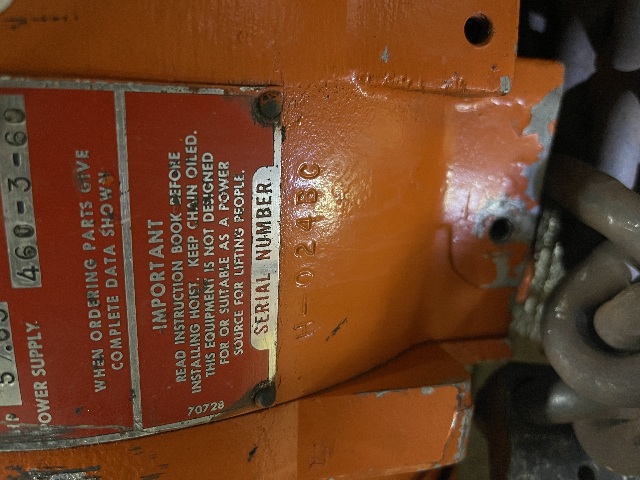 460-3-60
POWER SUPPLY.
WHEN ORDERING PARTS GIVE
COMPLETE DATA SHOWN
IMPORTANT
READ INSTRUCTION BOOK BEFORE
INSTALLING HOIST. KEEP CHAIN OILED.
THIS EQUIPMENT IS NOT DESIGNED
FOR OR SUITABLE AS A POWER
SOURCE FOR LIFTING PEOPLE.
70728
SERIAL NUMBER
11-024BC